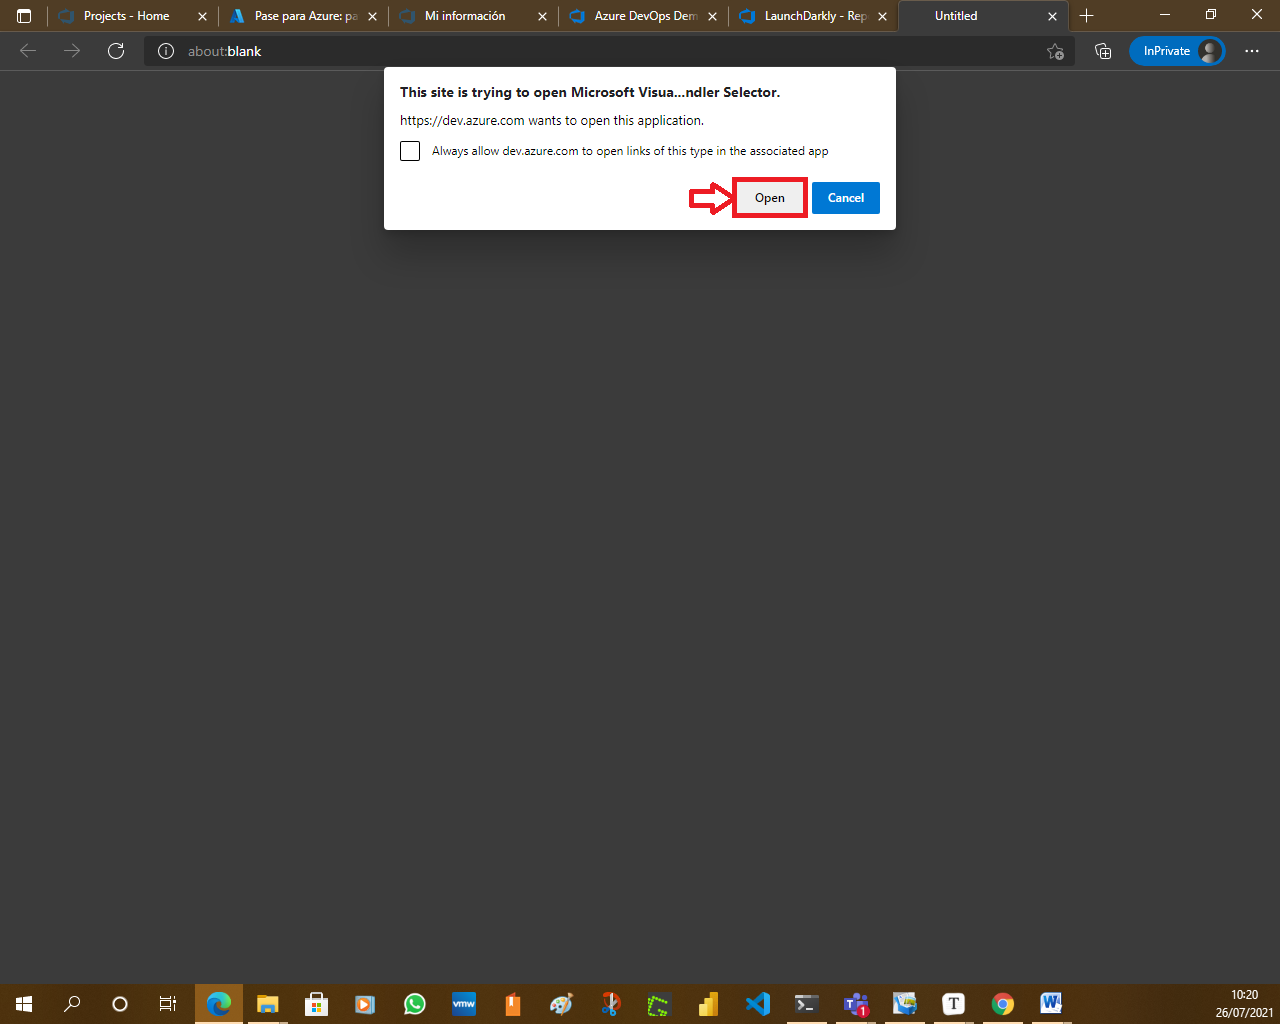 Projects - Home
Pase para Azure: pa
Mi información
Azure DevOps Dem
LaunchDarkly - Rep
Untitled
about:blank
InPrivate
This site is trying to open Microsoft Visua...ndler Selector.
https://dev.azure.com wants to open this application.
Always allow dev.azure.com to open links of this type in the associated app
Open
Cancel
vmw
1
T
W
10:20
26/07/2021